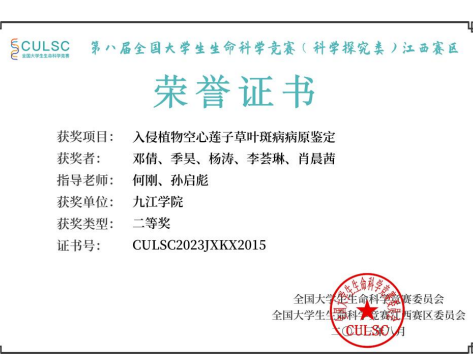 CULSC
全国大学生生命科学竞赛
第八届全国大学生生命科学竞赛（科学探究类）江西赛区
荣誉证书
获奖项目： 入侵植物空心莲子草叶斑病病原鉴定
获奖者： 邓倩、季昊、杨涛、李荟琳、肖晨茜
指导老师： 何刚、孙启彪
获奖单位： 九江学院
获奖类型： 二等奖
证书号： CULSC2023JXKX2015
全国大学生生命科学竞赛委员会
全国大学生生命科学竞赛江西赛区委员会
月
CULSC